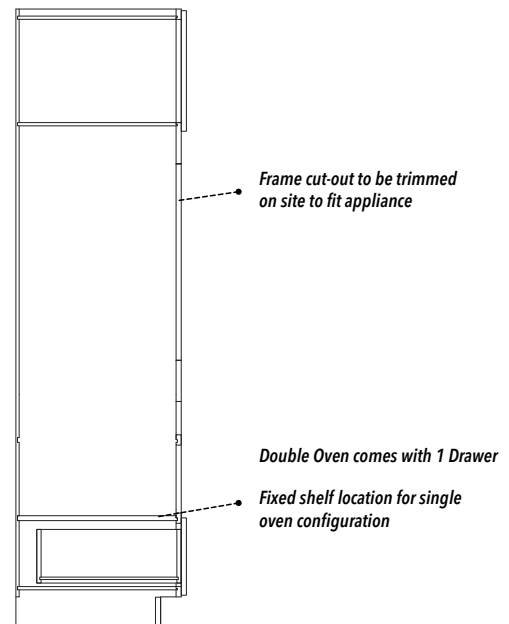 Frame cut-out to be trimmed
on site to fit appliance
Double Oven comes with 1 Drawer
Fixed shelf location for single
oven configuration